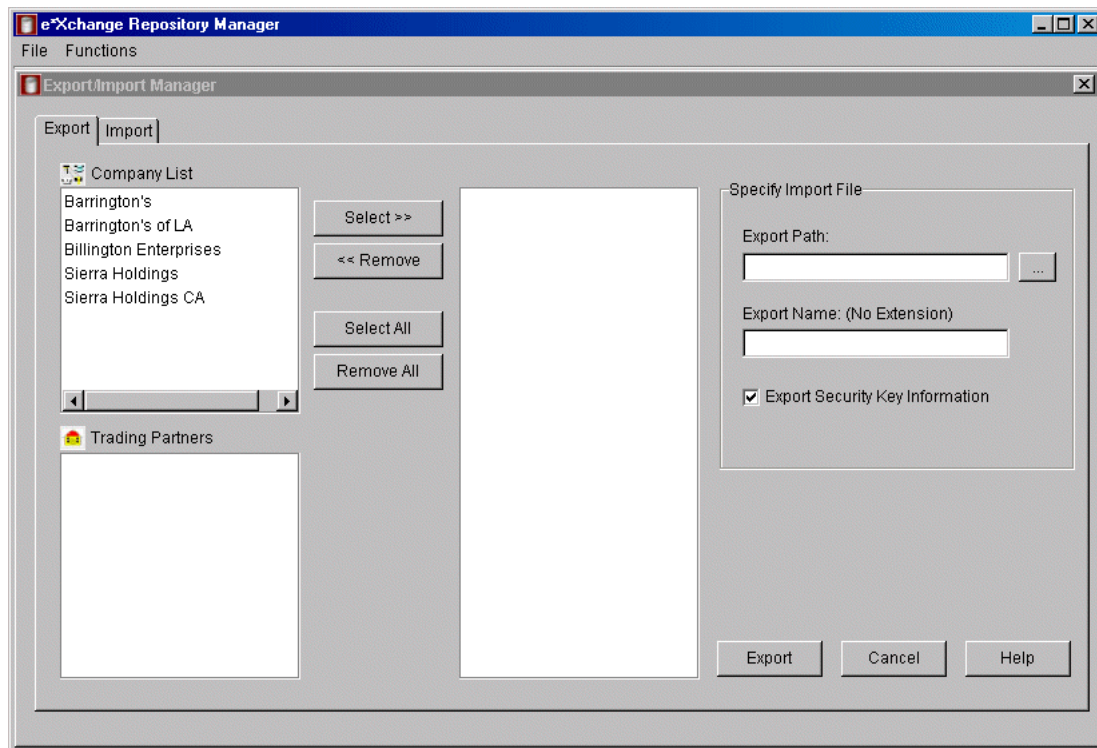 e*Xchange Repository Manager
File Functions
Export/Import Manager
Export Import
Company List
Barrington's
Barrington's of LA
Billington Enterprises
Sierra Holdings
Sierra Holdings CA
Trading Partners
Select >>
<< Remove
Select All
Remove All
Specify Import File
Export Path:
...
Export Name: (No Extension)
Export Security Key Information
Export Cancel Help